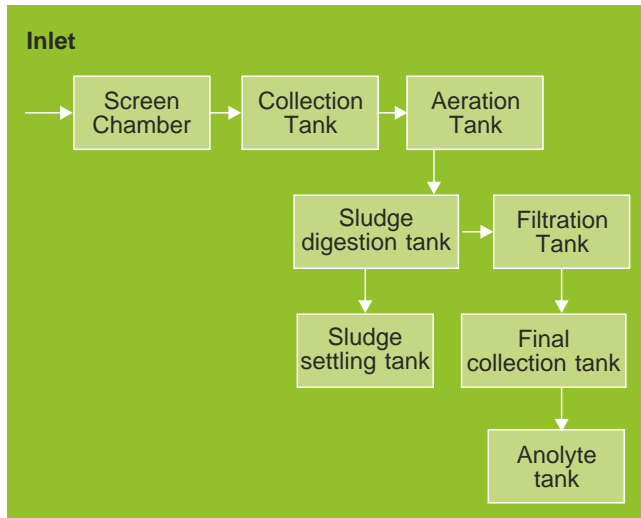 Inlet
Screen
Chamber
Collection
Tank
Aeration
Tank
Sludge
digestion tank
Filtration
Tank
Sludge
settling tank
Final
collection tank
Anolyte
tank